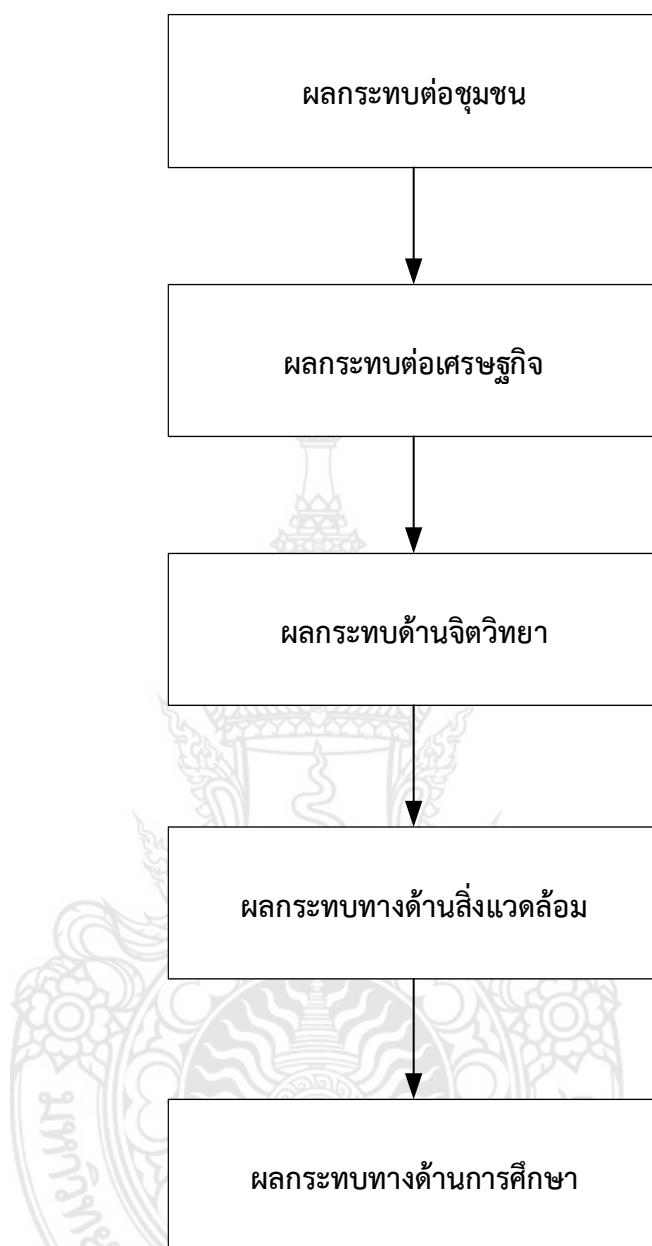 ผลกระทบต่อชุมชน
ผลกระทบต่อเศรษฐกิจ
ผลกระทบด้านจิตวิทยา
ผลกระทบทางด้านสิ่งแวดล้อม
ผลกระทบทางด้านการศึกษา